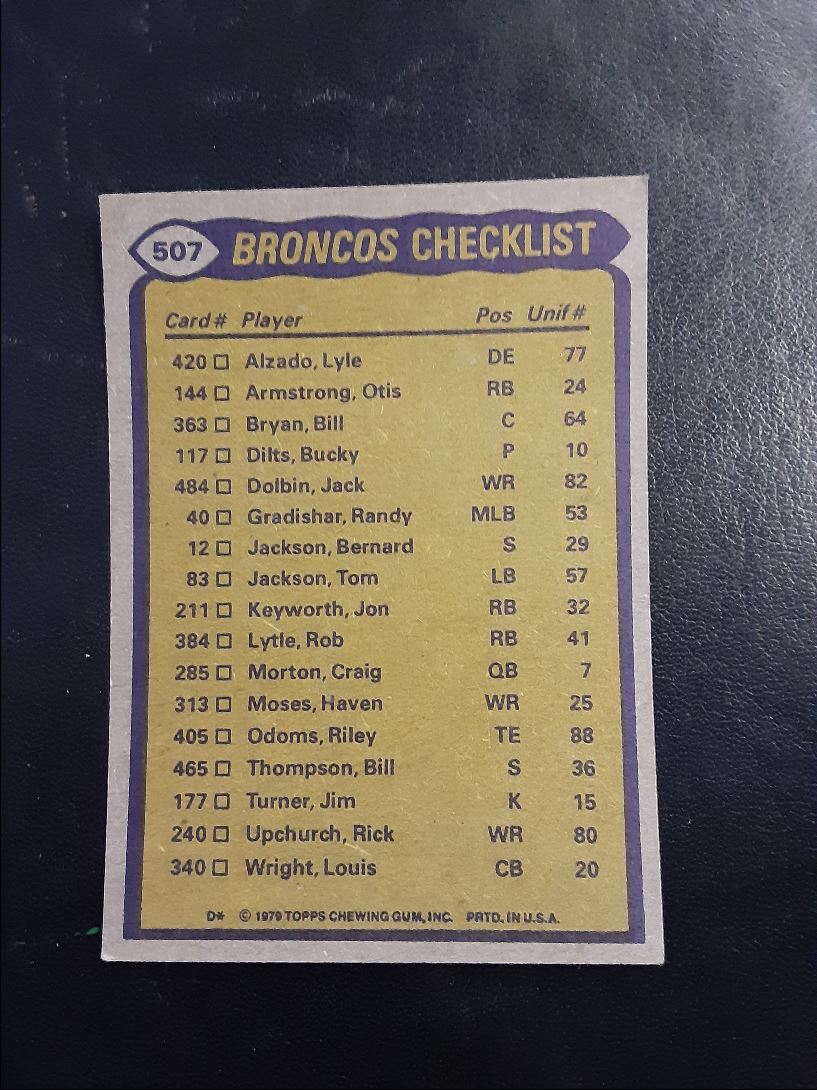 507 BRONCOS CHECKLIST
Card # Player Pos Unif #
420 □ Alzado, Lyle DE 77
144 □ Armstrong, Otis RB 24
363 □ Bryan, Bill C 64
117 □ Dilts, Bucky P 10
484 □ Dolbin, Jack WR 82
40 □ Gradishar, Randy MLB 53
12 □ Jackson, Bernard S 29
83 □ Jackson, Tom LB 57
211 □ Keyworth, Jon RB 32
384 □ Lytle, Rob RB 41
285 □ Morton, Craig QB 7
313 □ Moses, Haven WR 25
405 □ Odoms, Riley TE 88
465 □ Thompson, Bill S 36
177 □ Turner, Jim K 15
240 □ Upchurch, Rick WR 80
340 □ Wright, Louis CB 20
D* © 1979 TOPPS CHEWING GUM, INC. PRTD. IN U.S.A.